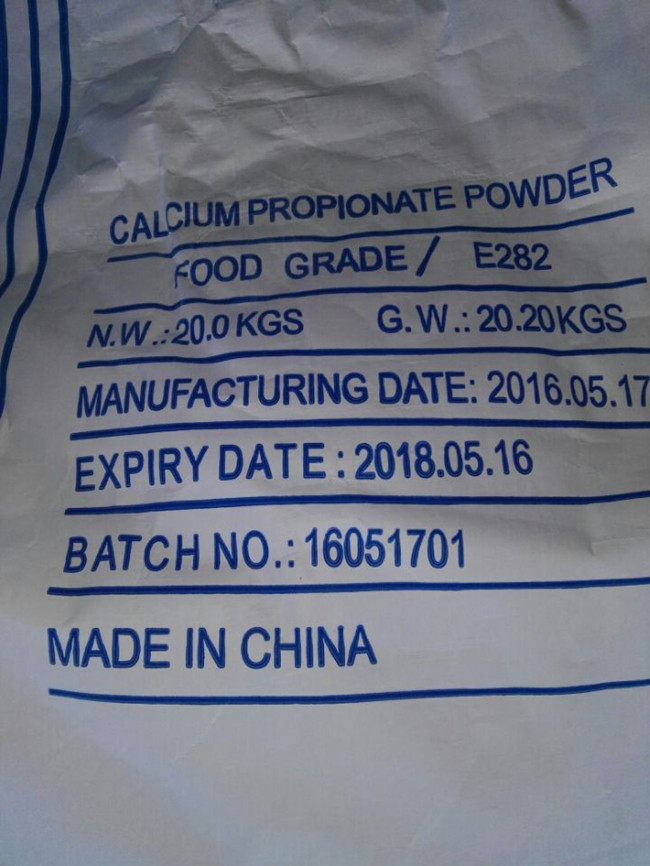 CALCIUM PROPIONATE POWDER
FOOD GRADE / E282
N.W.:20.0 KGS G.W.: 20.20KGS
MANUFACTURING DATE: 2016.05.17
EXPIRY DATE : 2018.05.16
BATCH NO.: 16051701
MADE IN CHINA